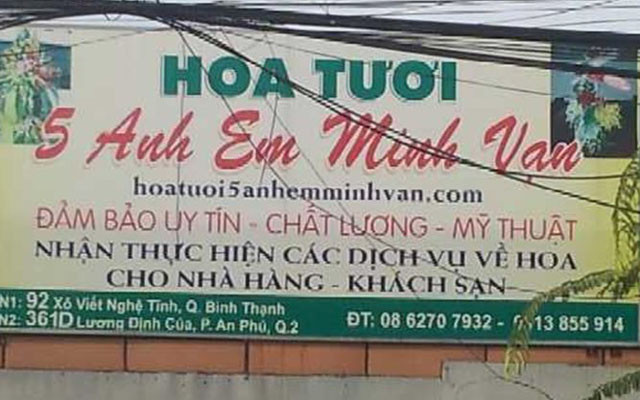 HOA TƯƠI
5 Anh Em Minh Vạn
hoatuoi5anhemminhvan.com
ĐẢM BẢO UY TÍN - CHẤT LƯỢNG - MỸ THUẬT
NHẬN THỰC HIỆN CÁC DỊCH VỤ VỀ HOA
CHO NHÀ HÀNG - KHÁCH SẠN
N1: 92 Xô Viết Nghệ Tĩnh, Q. Bình Thạnh
N2: 361D Lương Định Của, P. An Phú, Q.2
ĐT: 08 6270 7932 - 0913 855 914